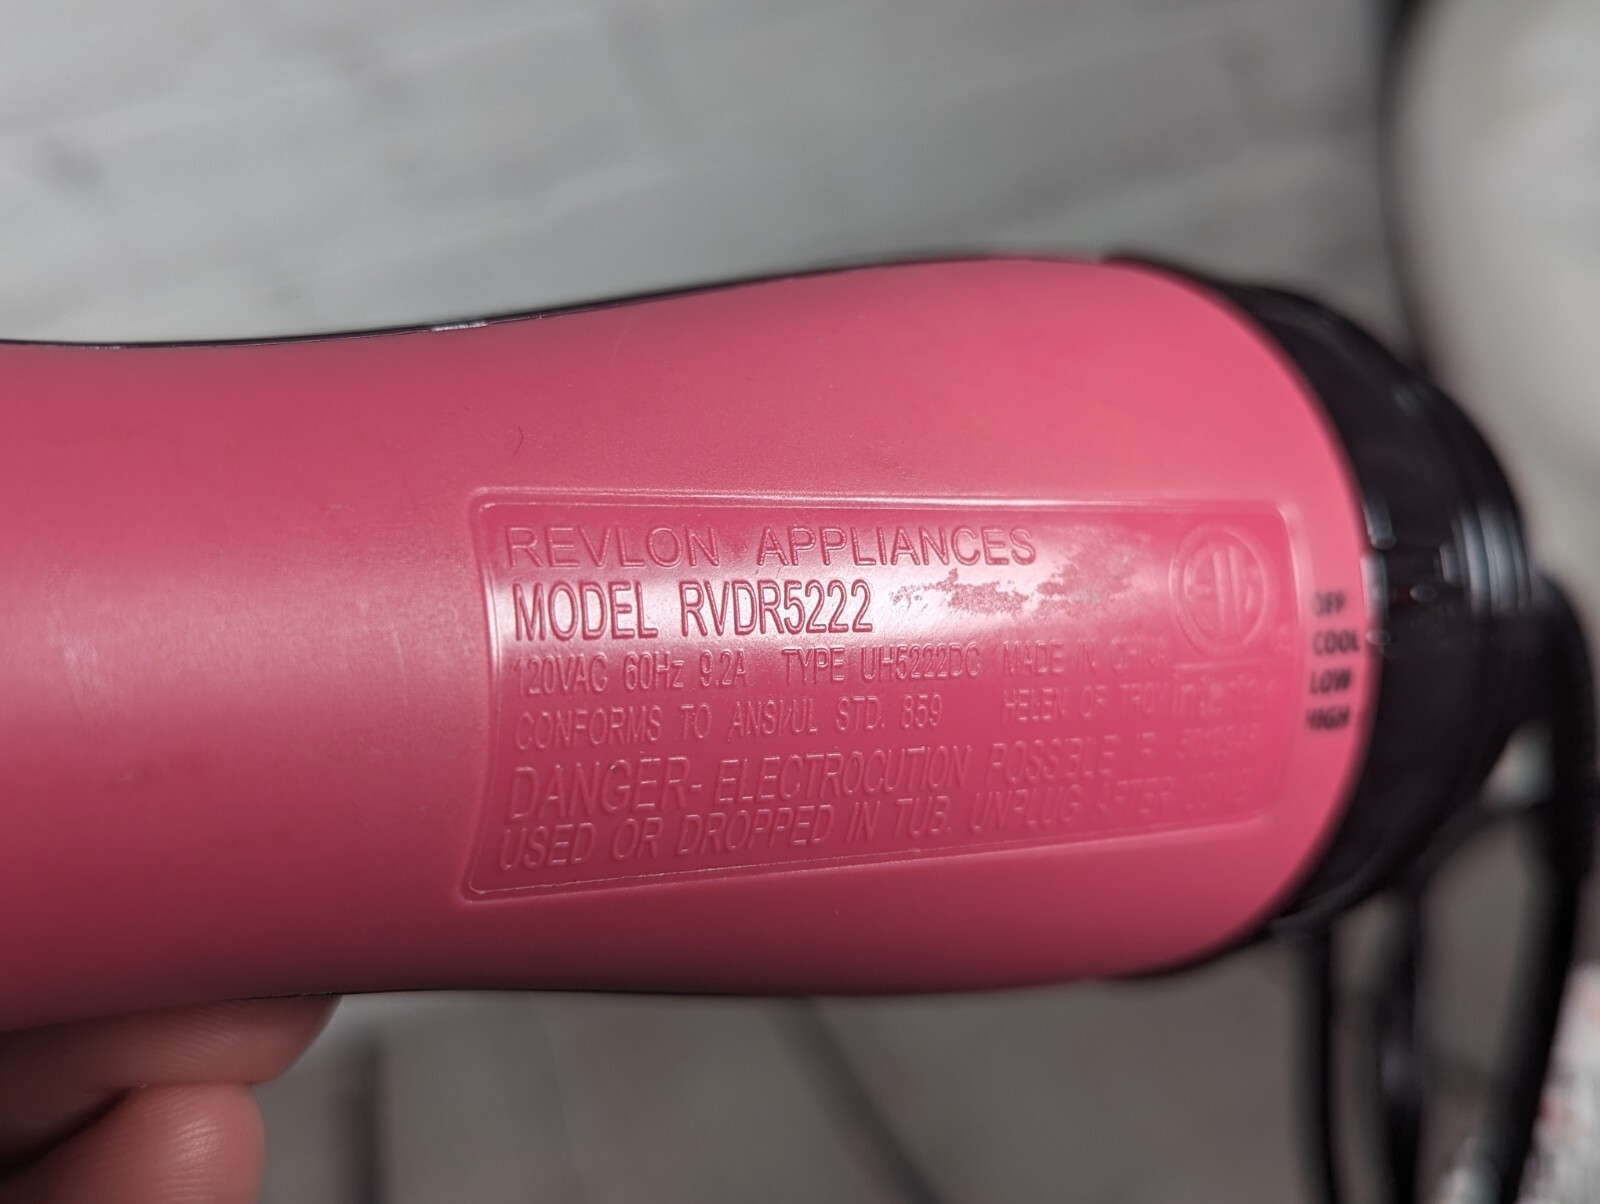 REVLON APPLIANCES
MODEL RVDR5222
120VAC 60Hz 9.2A TYPE UH5222DC MADE IN CHINA
CONFORMS TO ANSI/UL STD. 859 HELEN OF TROY
DANGER- ELECTROCUTION POSSIBLE IF
USED OR DROPPED IN TUB. UNPLUG AFTER USING
OFF
COOL
LOW
HIGH